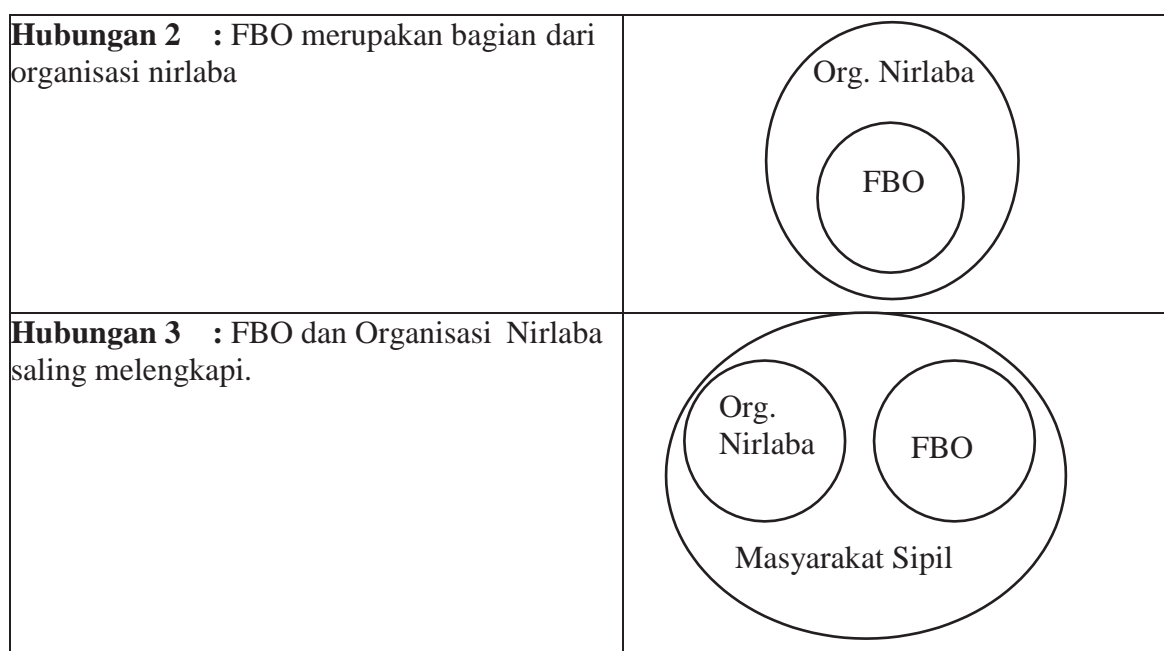 Hubungan 2 : FBO merupakan bagian dari
organisasi nirlaba
Org. Nirlaba
FBO
Hubungan 3 : FBO dan Organisasi Nirlaba
saling melengkapi.
Org.
Nirlaba
FBO
Masyarakat Sipil